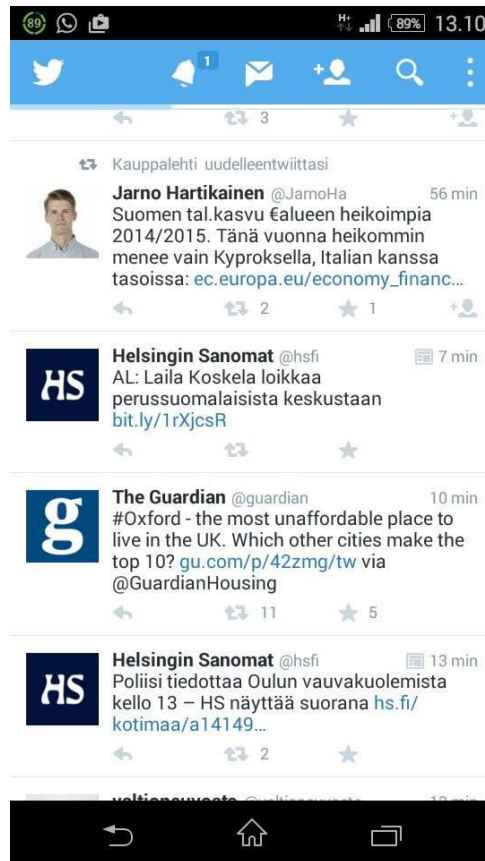 89
H+
89%
13.10
1
3
Kauppalehti uudelleentwiittasi
Jarno Hartikainen @JarnoHa 56 min
Suomen tal.kasvu €alueen heikoimpia
2014/2015. Tänä vuonna heikommin
menee vain Kyproksella, Italian kanssa
tasoissa: ec.europa.eu/economy_financ...
2 1
HS
Helsingin Sanomat @hsfi 7 min
AL: Laila Koskela loikkaa
perussuomalaisista keskustaan
bit.ly/1rXjcsR
g
The Guardian @guardian 10 min
#Oxford - the most unaffordable place to
live in the UK. Which other cities make the
top 10? gu.com/p/42zmg/tw via
@GuardianHousing
11 5
HS
Helsingin Sanomat @hsfi 13 min
Poliisi tiedottaa Oulun vauvakuolemista
kello 13 – HS näyttää suorana hs.fi/
kotimaa/a14149...
2